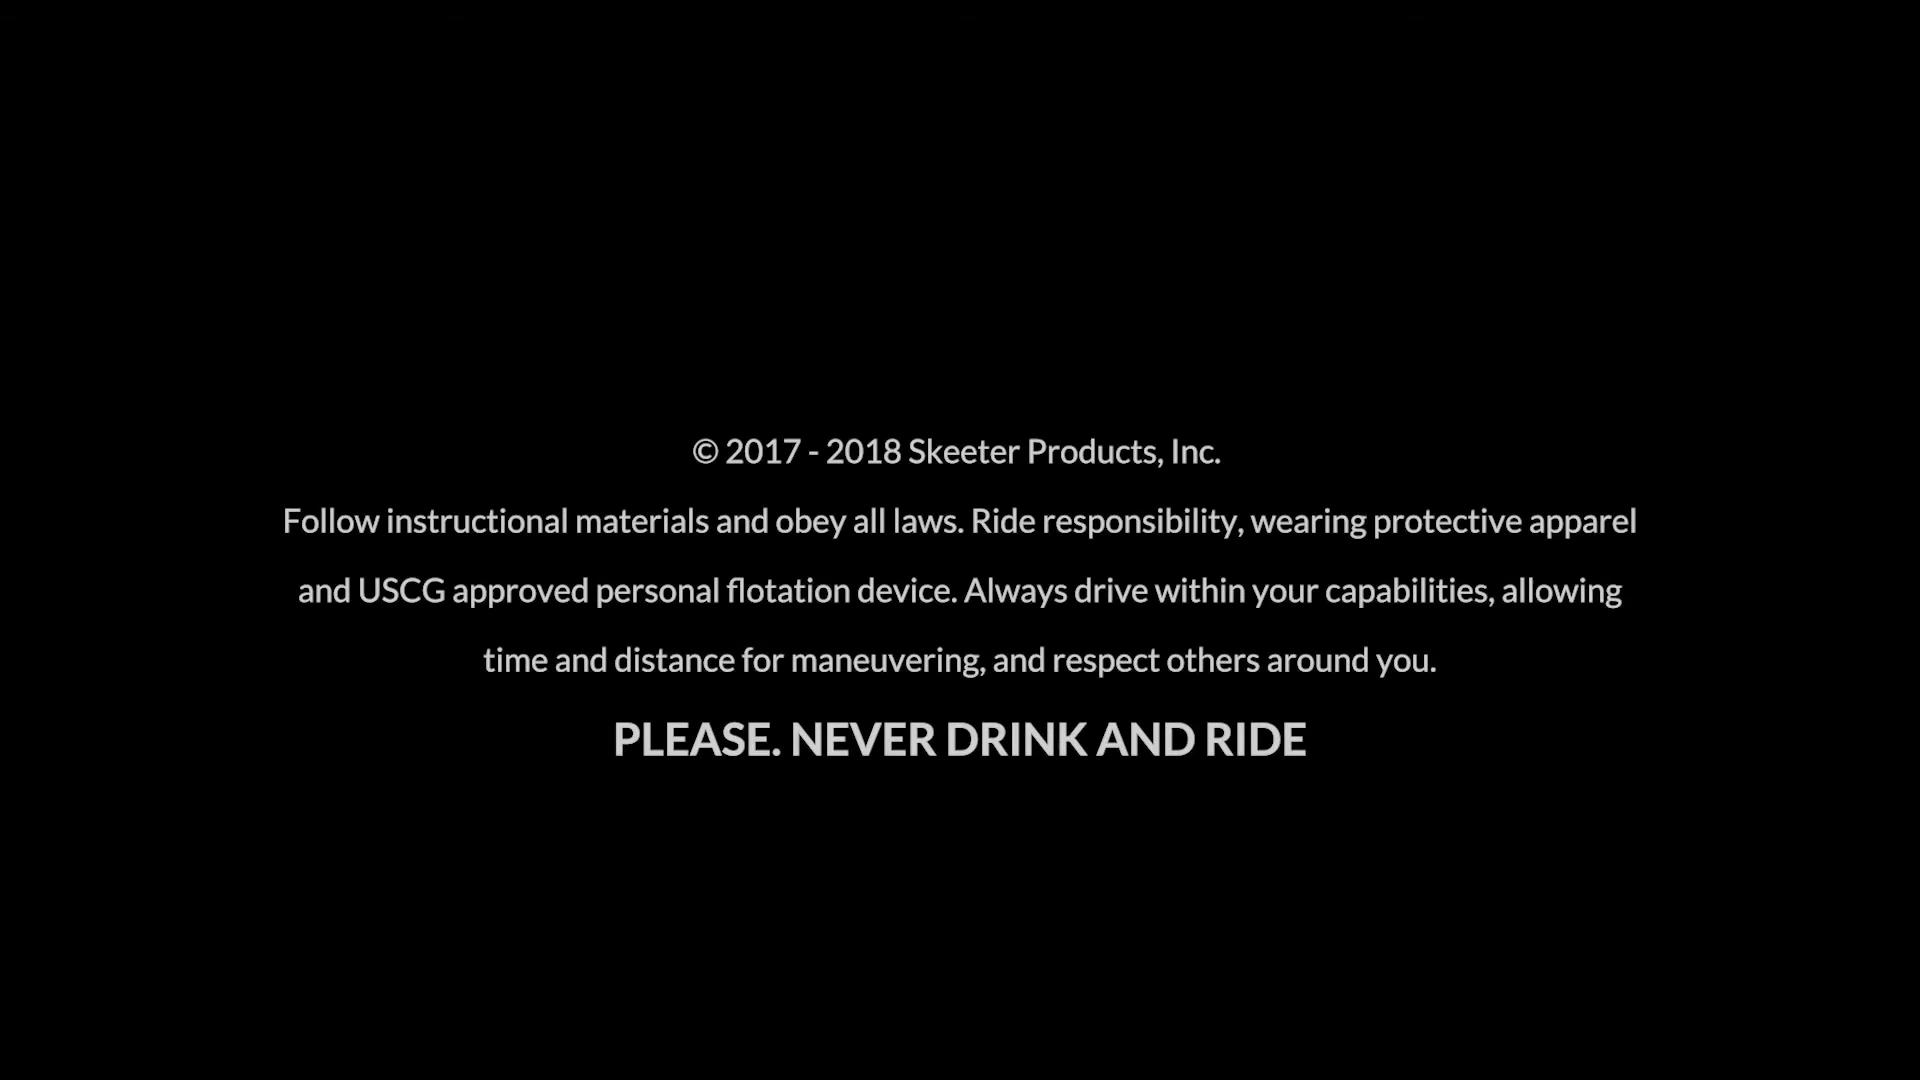 © 2017 - 2018 Skeeter Products, Inc.
Follow instructional materials and obey all laws. Ride responsibility, wearing protective apparel
and USCG approved personal flotation device. Always drive within your capabilities, allowing
time and distance for maneuvering, and respect others around you.
PLEASE. NEVER DRINK AND RIDE